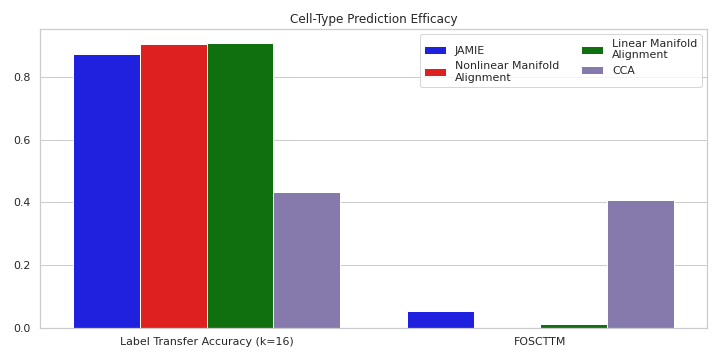 Cell-Type Prediction Efficacy
JAMIE
Nonlinear Manifold
Alignment
Linear Manifold
Alignment
CCA
0.8
0.6
0.4
0.2
0.0
Label Transfer Accuracy (k=16)
FOSCTTM